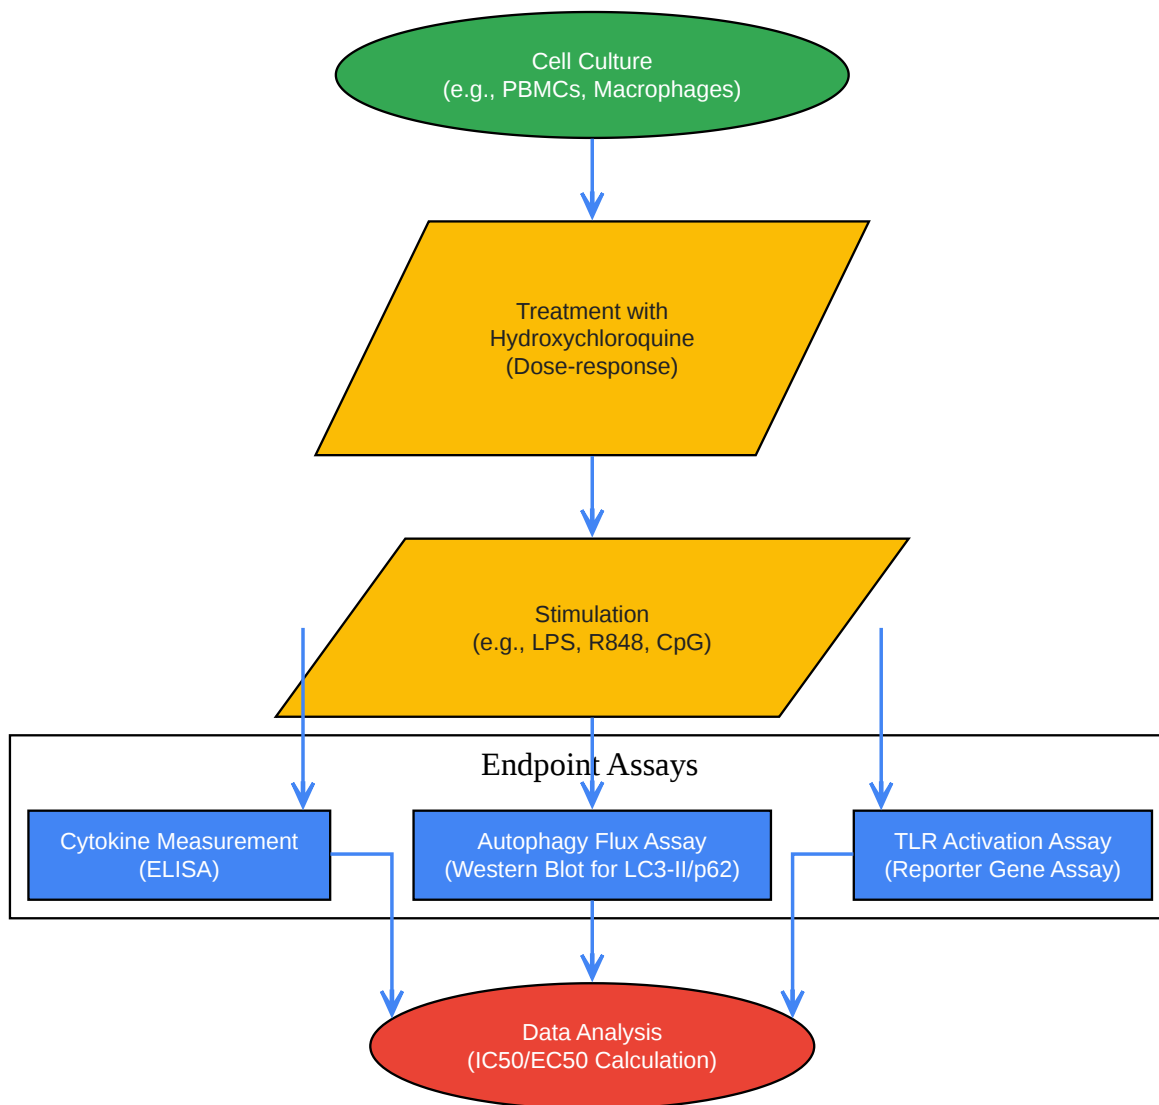 Cell Culture
(e.g., PBMCs, Macrophages)
Treatment with
Hydroxychloroquine
(Dose-response)
Stimulation
(e.g., LPS, R848, CpG)
Endpoint Assays
Cytokine Measurement
(ELISA)
Autophagy Flux Assay
(Western Blot for LC3-II/p62)
TLR Activation Assay
(Reporter Gene Assay)
Data Analysis
(IC50/EC50 Calculation)